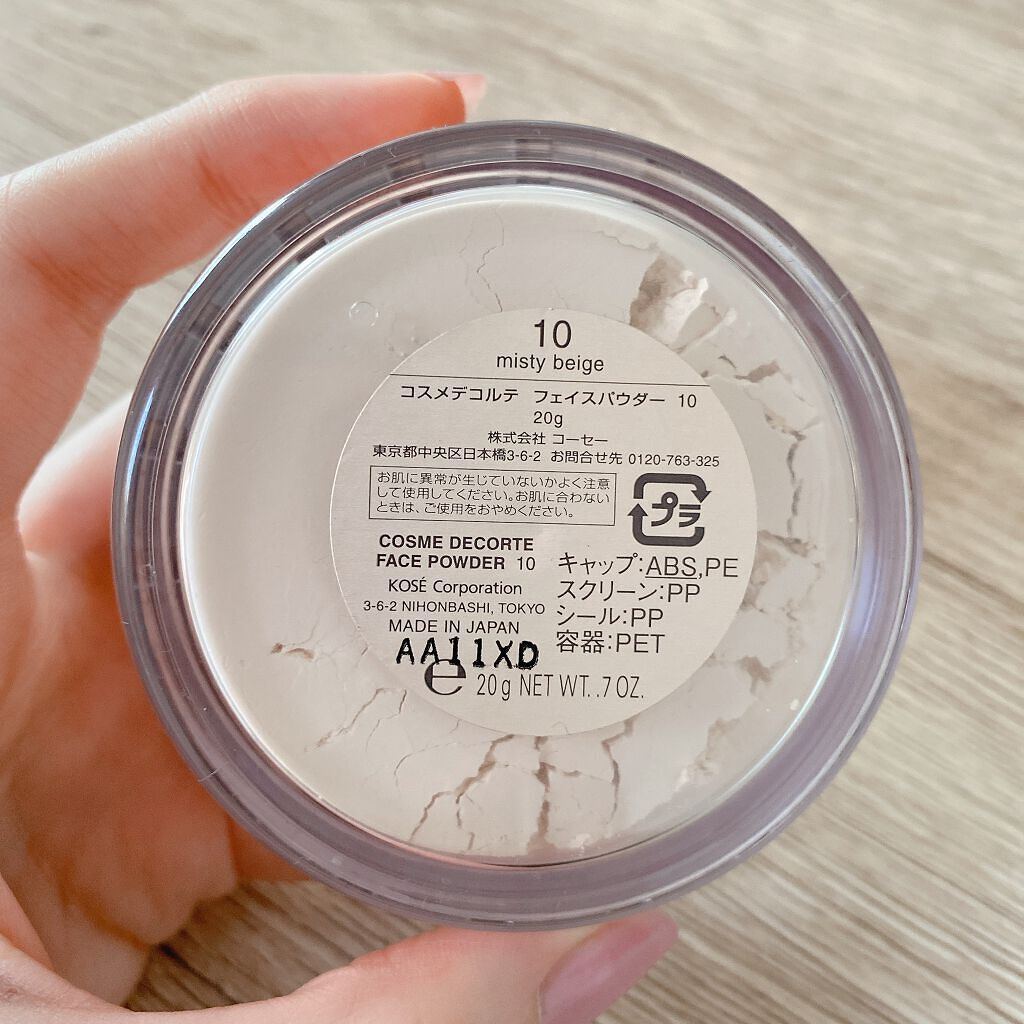 10
misty beige
コスメデコルテ フェイスパウダー 10
20g
株式会社 コーセー
東京都中央区日本橋3-6-2 お問合せ先 0120-763-325
お肌に異常が生じていないかよく注意
して使用してください。お肌に合わない
ときは、ご使用をおやめください。
プラ
キャップ:ABS,PE
スクリーン:PP
シール:PP
容器:PET
COSME DECORTE
FACE POWDER 10
KOSÉ Corporation
3-6-2 NIHONBASHI, TOKYO
MADE IN JAPAN
AA11XD
e 20g NET WT. .7 OZ.